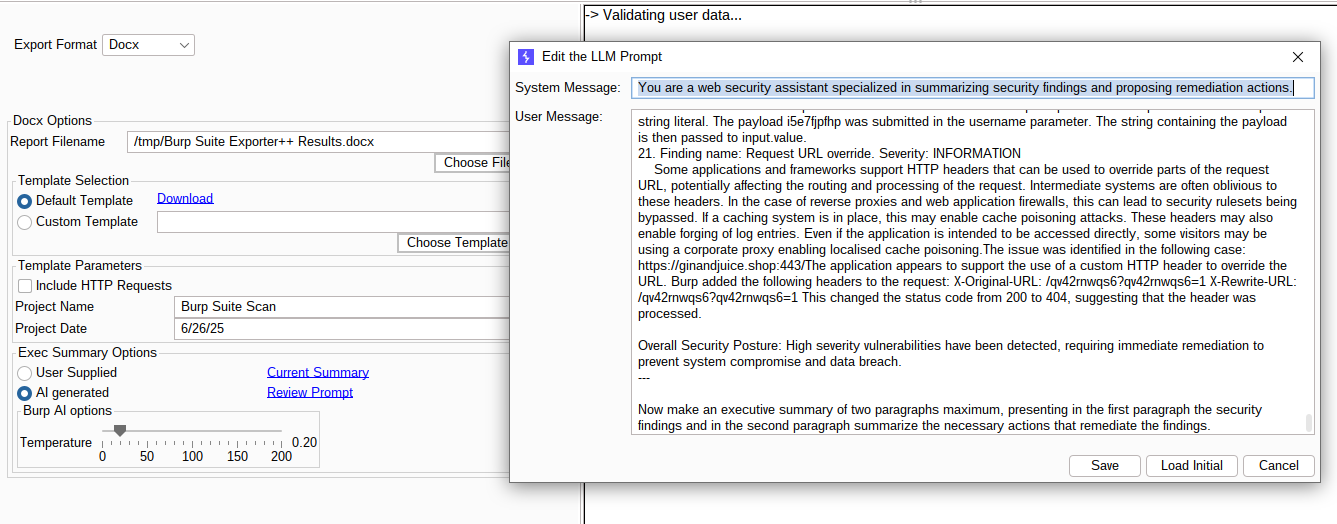 -> Validating user data...
Export Format
Docx
Docx Options
Report Filename
/tmp/Burp Suite Exporter++ Results.docx
Choose File
Template Selection
Default Template
Download
Custom Template
Choose Template
Template Parameters
Include HTTP Requests
Project Name
Burp Suite Scan
Project Date
6/26/25
Exec Summary Options
User Supplied
Current Summary
AI generated
Review Prompt
Burp AI options
Temperature
0.20
0 50 100 150 200
Edit the LLM Prompt
System Message:
You are a web security assistant specialized in summarizing security findings and proposing remediation actions.
User Message:
string literal. The payload i5e7fjpfhp was submitted in the username parameter. The string containing the payload
is then passed to input.value.
21. Finding name: Request URL override. Severity: INFORMATION
Some applications and frameworks support HTTP headers that can be used to override parts of the request
URL, potentially affecting the routing and processing of the request. Intermediate systems are often oblivious to
these headers. In the case of reverse proxies and web application firewalls, this can lead to security rulesets being
bypassed. If a caching system is in place, this may enable cache poisoning attacks. These headers may also
enable forging of log entries. Even if the application is intended to be accessed directly, some visitors may be
using a corporate proxy enabling localised cache poisoning.The issue was identified in the following case:
https://ginandjuice.shop:443/The application appears to support the use of a custom HTTP header to override the
URL. Burp added the following headers to the request: X-Original-URL: /qw42rnwqs6?qw42rnwqs6=1 X-Rewrite-URL:
/qw42rnwqs6?qw42rnwqs6=1 This changed the status code from 200 to 404, suggesting that the header was
processed.
Overall Security Posture: High severity vulnerabilities have been detected, requiring immediate remediation to
prevent system compromise and data breach.
---
Now make an executive summary of two paragraphs maximum, presenting in the first paragraph the security
findings and in the second paragraph summarize the necessary actions that remediate the findings.
Save
Load Initial
Cancel